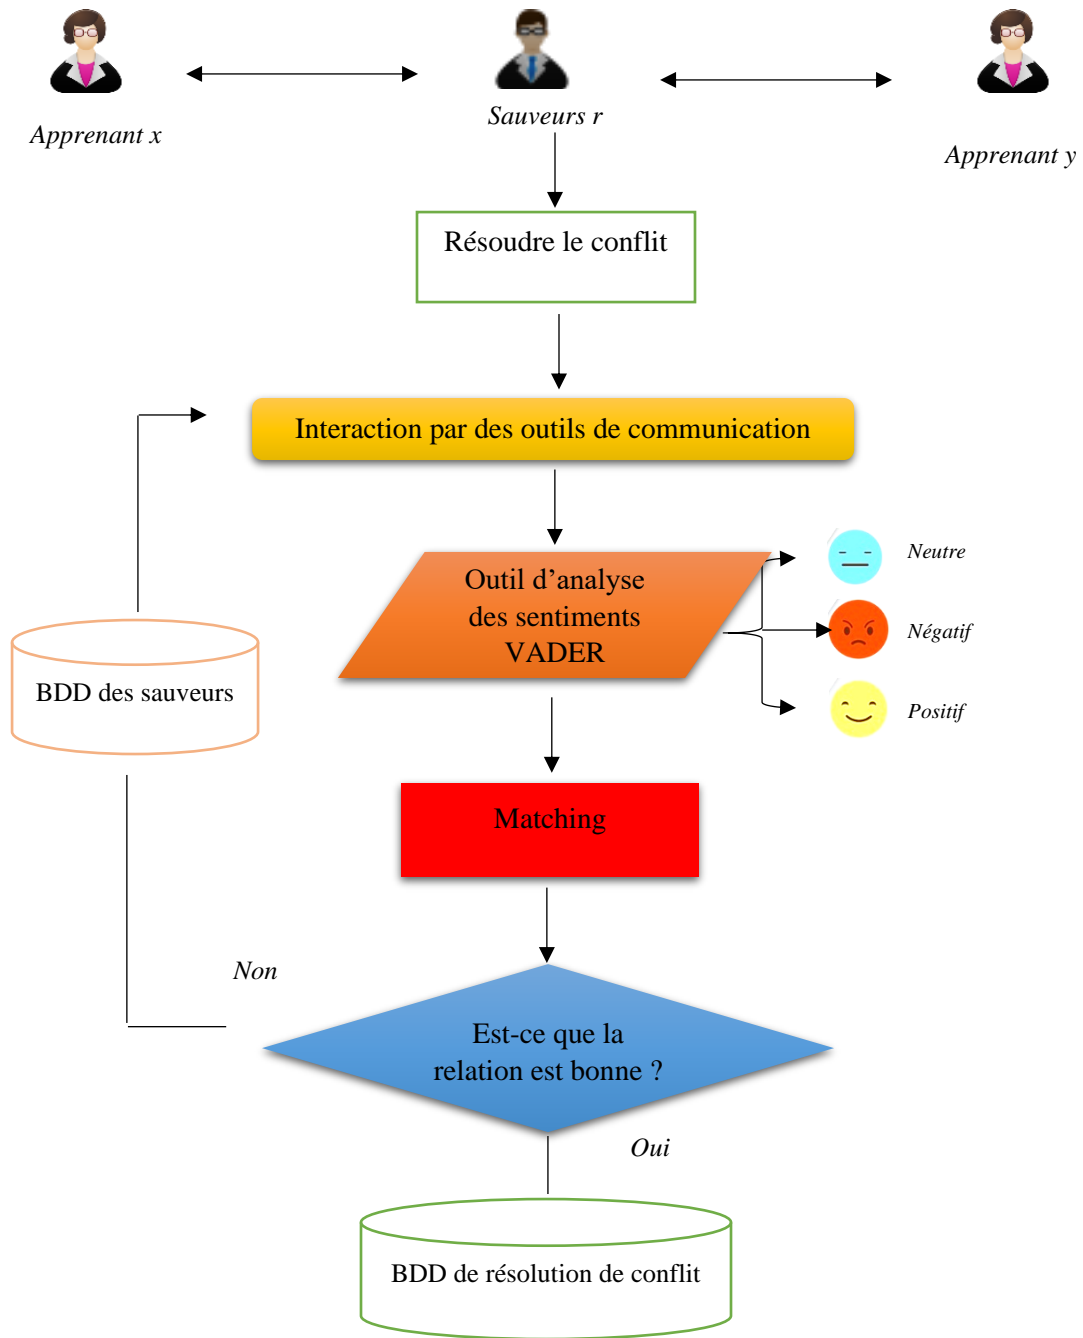 Apprenant x
Sauveurs r
Apprenant y
Résoudre le conflit
Interaction par des outils de communication
Outil d’analyse
des sentiments
VADER
Neutre
Négatif
Positif
BDD des sauveurs
Matching
Non
Est-ce que la
relation est bonne ?
Oui
BDD de résolution de conflit